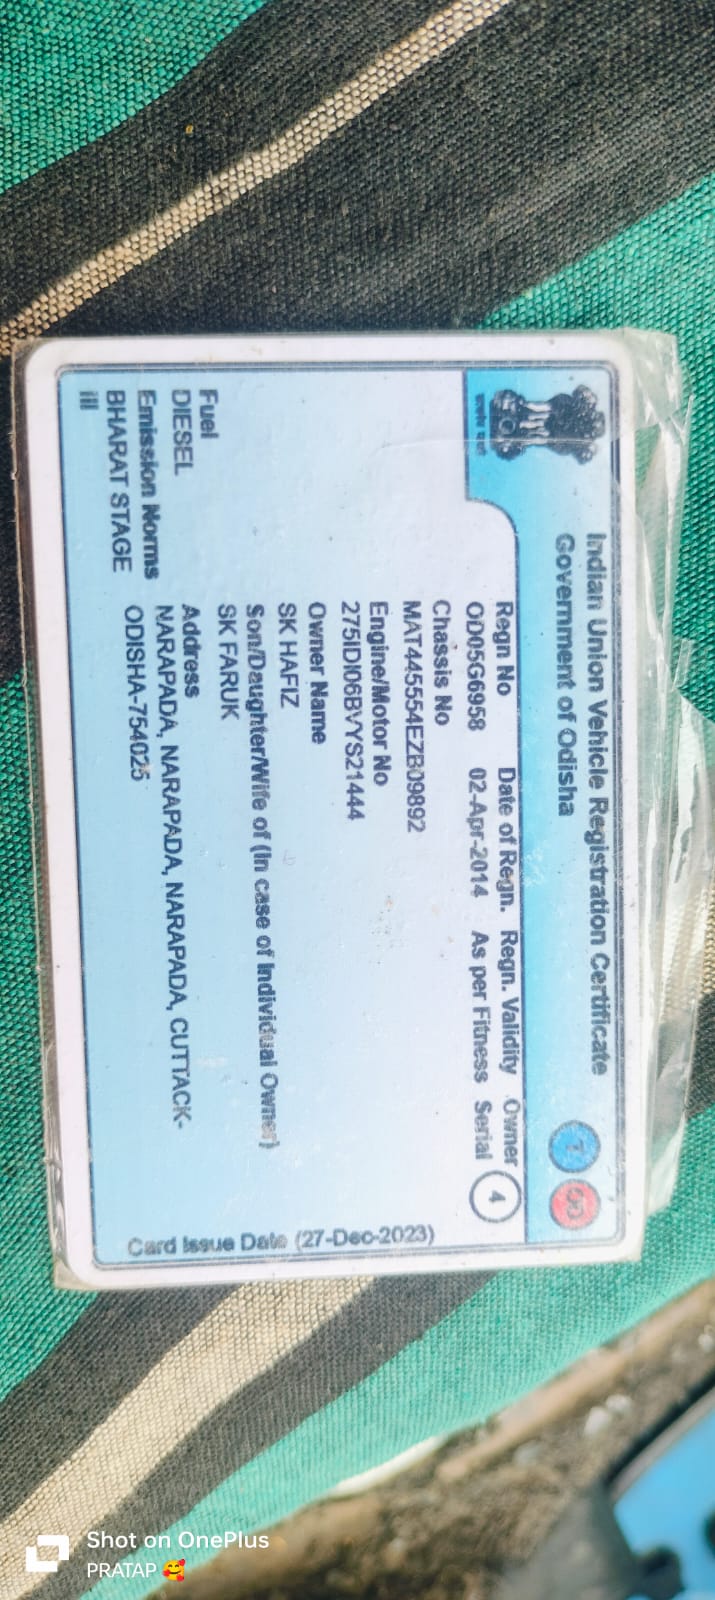 Indian Union Vehicle Registration Certificate
Government of Odisha
T OD
Regn No Date of Regn. Regn. Validity Owner
OD05G6958 02-Apr-2014 As per Fitness Serial 4
Chassis No
MAT445554EZB09892
Engine/Motor No
275IDI06BVYS21444
Owner Name
SK HAFIZ
Son/Daughter/Wife of (In case of Individual Owner)
SK FARUK
Fuel
DIESEL
Address
NARAPADA, NARAPADA, NARAPADA, CUTTACK-
ODISHA-754025
Emission Norms
BHARAT STAGE
III
Card Issue Date (27-Dec-2023)
Shot on OnePlus
PRATAP 🥰